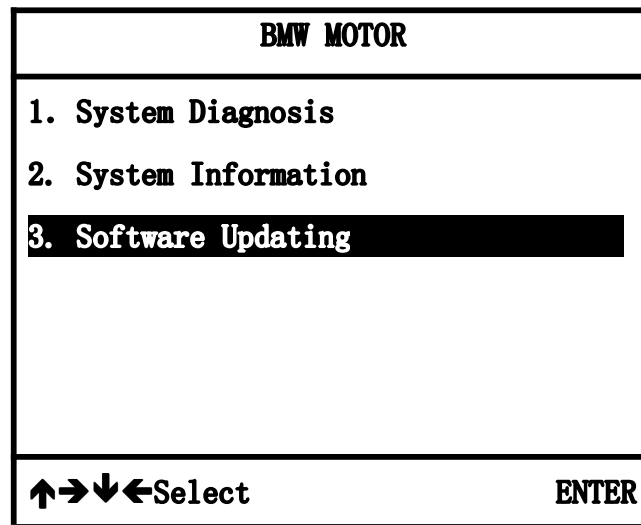 BMW MOTOR
1. System Diagnosis
2. System Information
3. Software Updating
↑→↓←Select ENTER